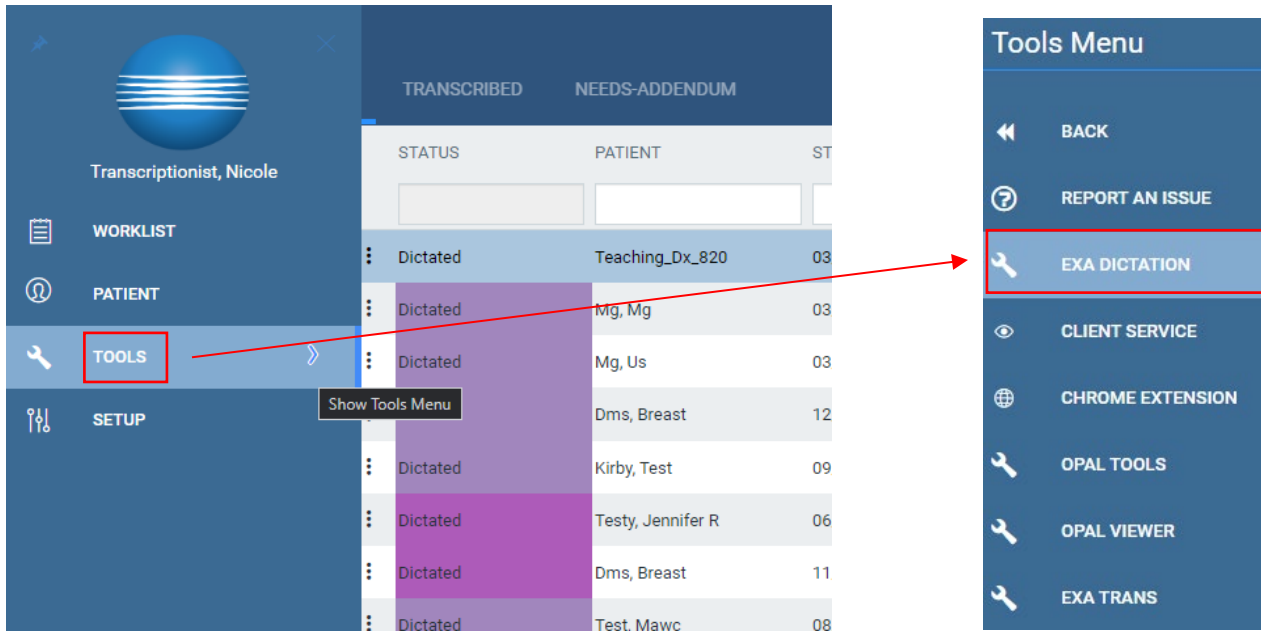 Transcriptionist, Nicole
WORKLIST
PATIENT
TOOLS
SETUP
Show Tools Menu
TRANSCRIBED NEEDS-ADDENDUM
STATUS PATIENT ST
Dictated Teaching_Dx_820 03
Dictated Mg, Mg 03
Dictated Mg, Us 03
Dms, Breast 12
Dictated Kirby, Test 09
Dictated Testy, Jennifer R 06
Dictated Dms, Breast 11
Dictated Test, Mawc 08
Tools Menu
BACK
REPORT AN ISSUE
EXA DICTATION
CLIENT SERVICE
CHROME EXTENSION
OPAL TOOLS
OPAL VIEWER
EXA TRANS